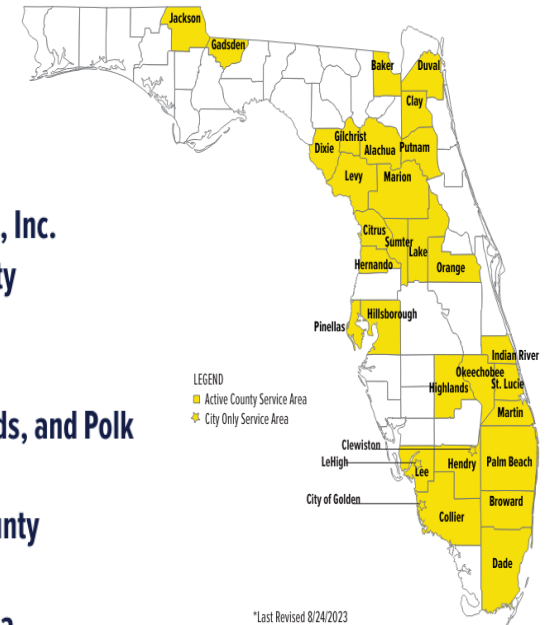 Jackson
Gadsden
Baker
Duval
Clay
Gilchrist
Dixie
Alachua
Putnam
Levy
Marion
, Inc.
Citrus
Sumter
Lake
ty
Hernando
Orange
Hillsborough
Pinellas
Indian River
LEGEND
Okeechobee
Active County Service Area
Highlands
St. Lucie
City Only Service Area
Martin
ds, and Polk
Clewiston
LeHigh
Lee
Hendry
Palm Beach
City of Golden
Broward
Collier
unty
Dade
*Last Revised 8/24/2023